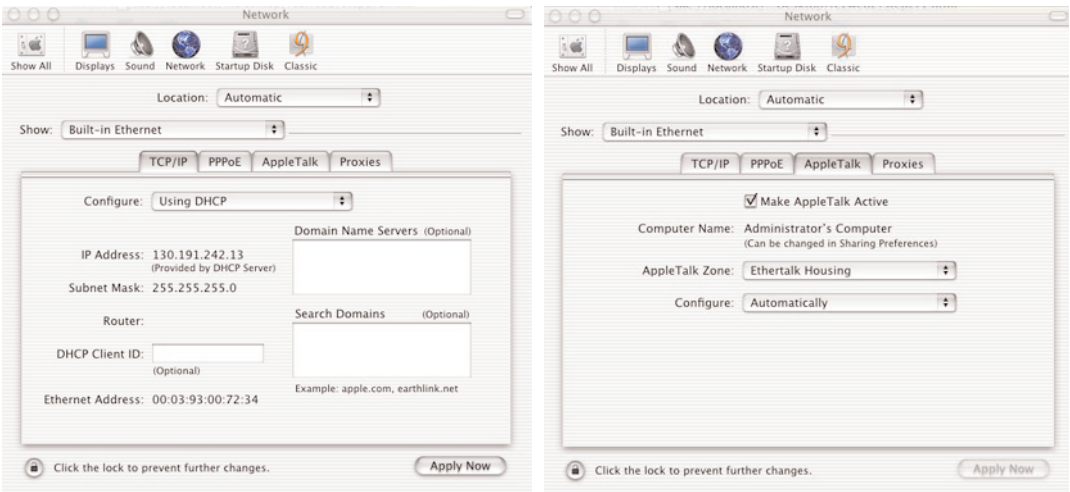 Network
Show All Displays Sound Network Startup Disk Classic
Location: Automatic
Show: Built-in Ethernet
TCP/IP PPPoE AppleTalk Proxies
Configure: Using DHCP
Domain Name Servers (Optional)
IP Address: 130.191.242.13
(Provided by DHCP Server)
Subnet Mask: 255.255.255.0
Search Domains (Optional)
Router:
DHCP Client ID:
(Optional)
Example: apple.com, earthlink.net
Ethernet Address: 00:03:93:00:72:34
Click the lock to prevent further changes. Apply Now
Network
Show All Displays Sound Network Startup Disk Classic
Location: Automatic
Show: Built-in Ethernet
TCP/IP PPPoE AppleTalk Proxies
Make AppleTalk Active
Computer Name: Administrator's Computer
(Can be changed in Sharing Preferences)
AppleTalk Zone: Ethertalk Housing
Configure: Automatically
Click the lock to prevent further changes. Apply Now